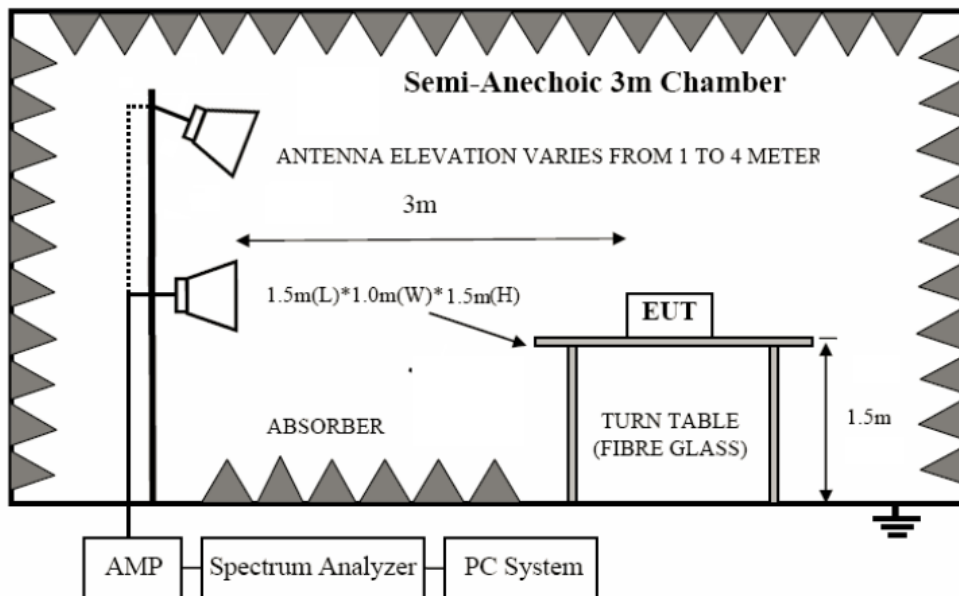 Semi-Anechoic 3m Chamber
ANTENNA ELEVATION VARIES FROM 1 TO 4 METER
3m
1.5m(L)*1.0m(W)*1.5m(H)
EUT
ABSORBER
TURN TABLE
(FIBRE GLASS)
1.5m
AMP
Spectrum Analyzer
PC System